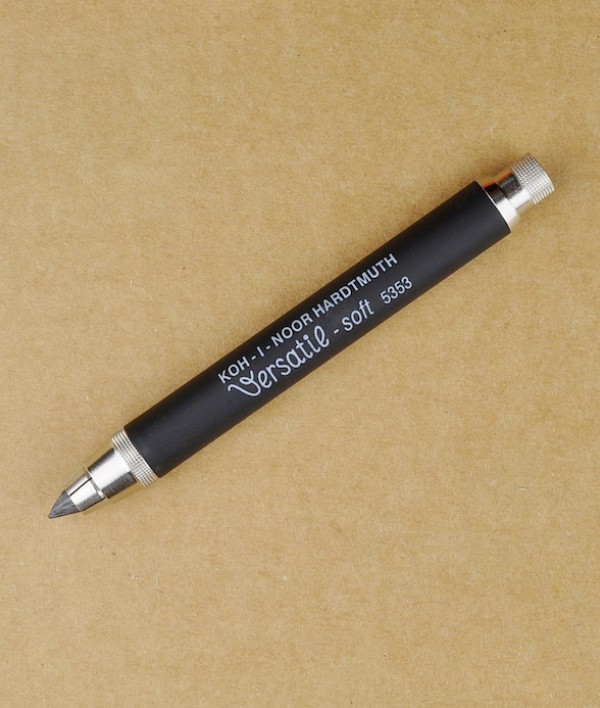 KOH-I-NOOR HARDTMUTH
Versatil - soft 5353